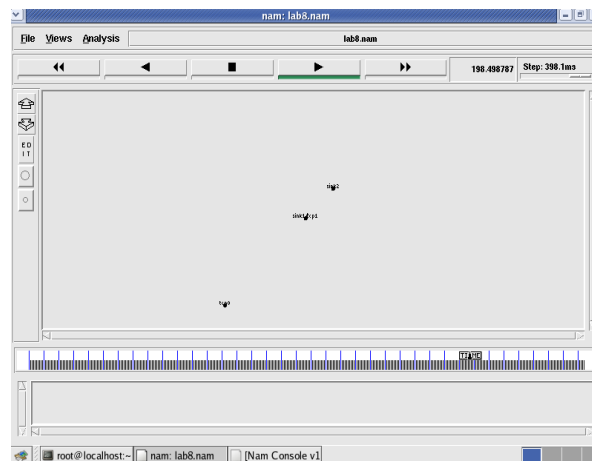 nam: lab8.nam
File Views Analysis lab8.nam
198.498787 Step: 398.1ms
ED
IT
TIME
root@localhost:~ nam: lab8.nam [Nam Console v1